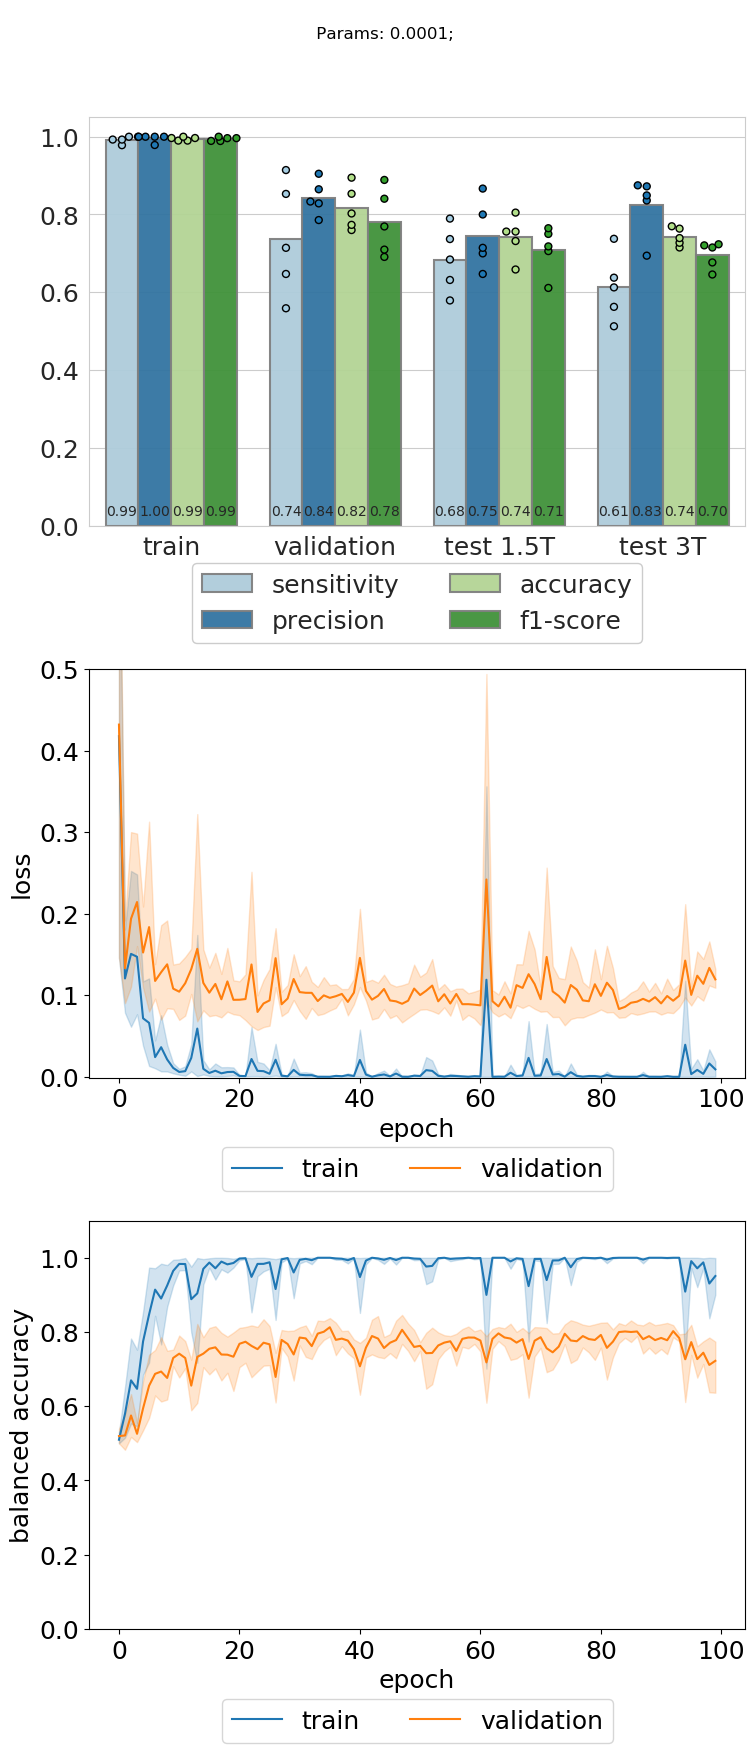 Params: 0.0001;
1.0
0.8
0.6
0.4
0.2
0.0
0.99 1.00 0.99 0.99 0.74 0.84 0.82 0.78 0.68 0.75 0.74 0.71 0.61 0.83 0.74 0.70
train validation test 1.5T test 3T
sensitivity accuracy
precision f1-score
0.5
0.4
0.3
0.2
0.1
0.0
loss
0 20 40 60 80 100
epoch
train validation
1.0
0.8
0.6
0.4
0.2
0.0
balanced accuracy
0 20 40 60 80 100
epoch
train validation